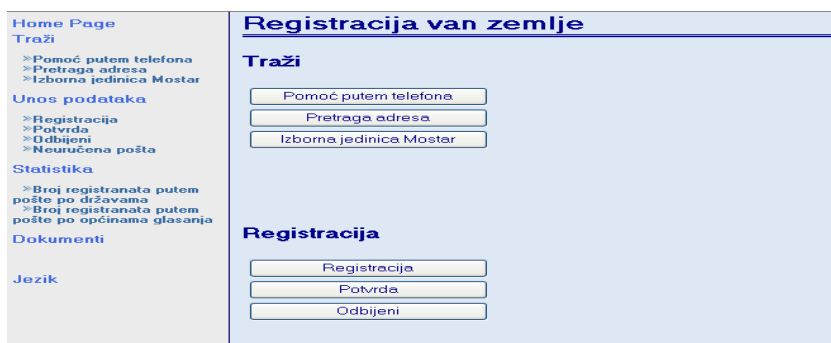 Home Page
Traži
»Pomoć putem telefona
»Pretraga adresa
»Izborna jedinica Mostar
Unos podataka
»Registracija
»Potvrda
»Odbijeni
»Neuručena pošta
Statistika
»Broj registranata putem
pošte po državama
»Broj registranata putem
pošte po općinama glasanja
Dokumenti
Jezik
Registracija van zemlje
Traži
Pomoć putem telefona
Pretraga adresa
Izborna jedinica Mostar
Registracija
Registracija
Potvrda
Odbijeni